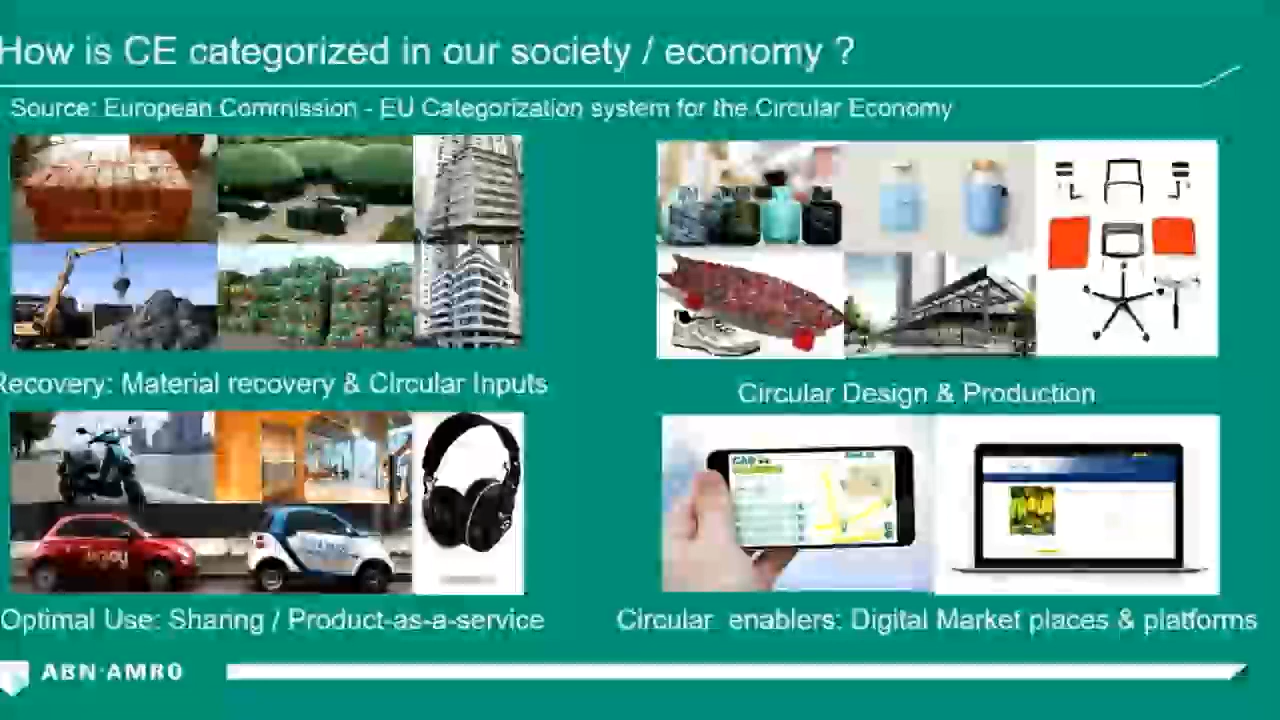 How is CE categorized in our society / economy ?
Source: European Commission - EU Categorization system for the Circular Economy
Recovery: Material recovery & CIrcular Inputs
Circular Design & Production
enjoy
Optimal Use: Sharing / Product-as-a-service
Circular enablers: Digital Market places & platforms
ABN·AMRO